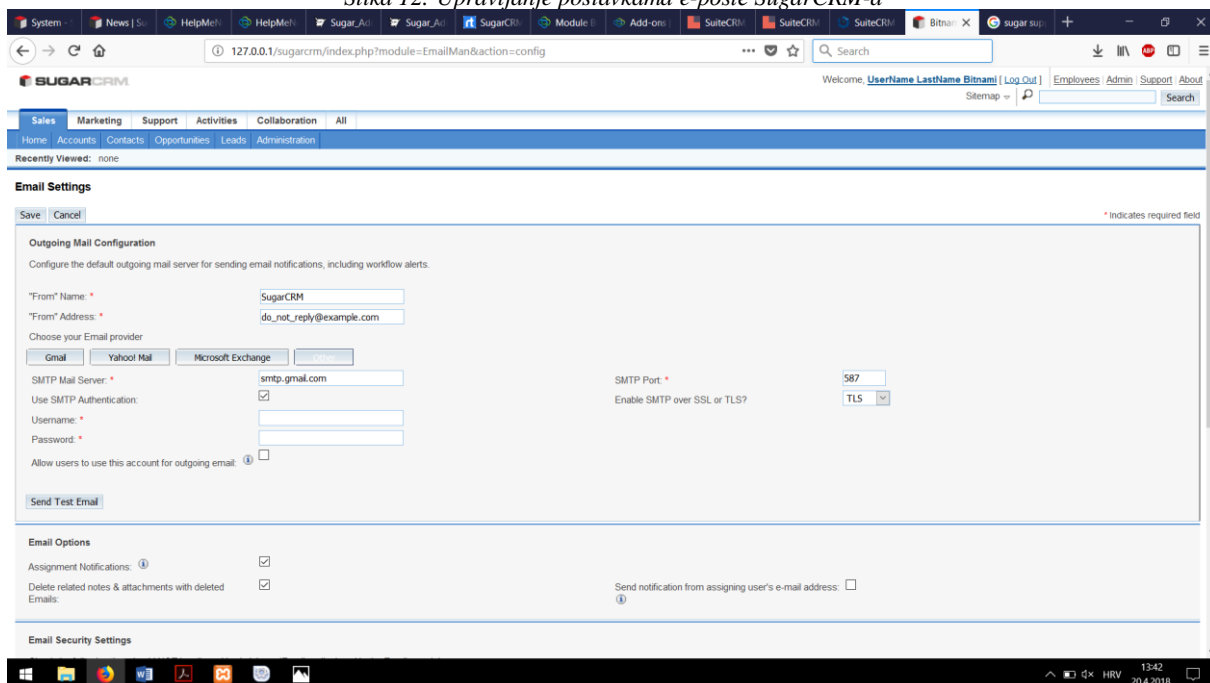 Slika 12. Upravljanje postavkama e-pošte SugarCRM-a
System - S News | Su HelpMeN HelpMeN Sugar_Ad Sugar_Ad SugarCRM Module B Add-ons | SuiteCRM SuiteCRM SuiteCRM Bitnam sugar sup
127.0.0.1/sugarcrm/index.php?module=EmailMan&action=config
Search
SUGARCRM
Welcome, UserName LastName Bitnami [ Log Out ] Employees | Admin | Support | About
Sitemap
Search
Sales Marketing Support Activities Collaboration All
Home Accounts Contacts Opportunities Leads Administration
Recently Viewed: none
Email Settings
Save Cancel
* Indicates required field
Outgoing Mail Configuration
Configure the default outgoing mail server for sending email notifications, including workflow alerts.
"From" Name: * SugarCRM
"From" Address: * do_not_reply@example.com
Choose your Email provider
Gmail Yahoo! Mail Microsoft Exchange Other
SMTP Mail Server: * smtp.gmail.com SMTP Port: * 587
Use SMTP Authentication: Enable SMTP over SSL or TLS? TLS
Username: *
Password: *
Allow users to use this account for outgoing email:
Send Test Email
Email Options
Assignment Notifications:
Delete related notes & attachments with deleted Emails:
Send notification from assigning user's e-mail address:
Email Security Settings
HRV 13:42
20.4.2018